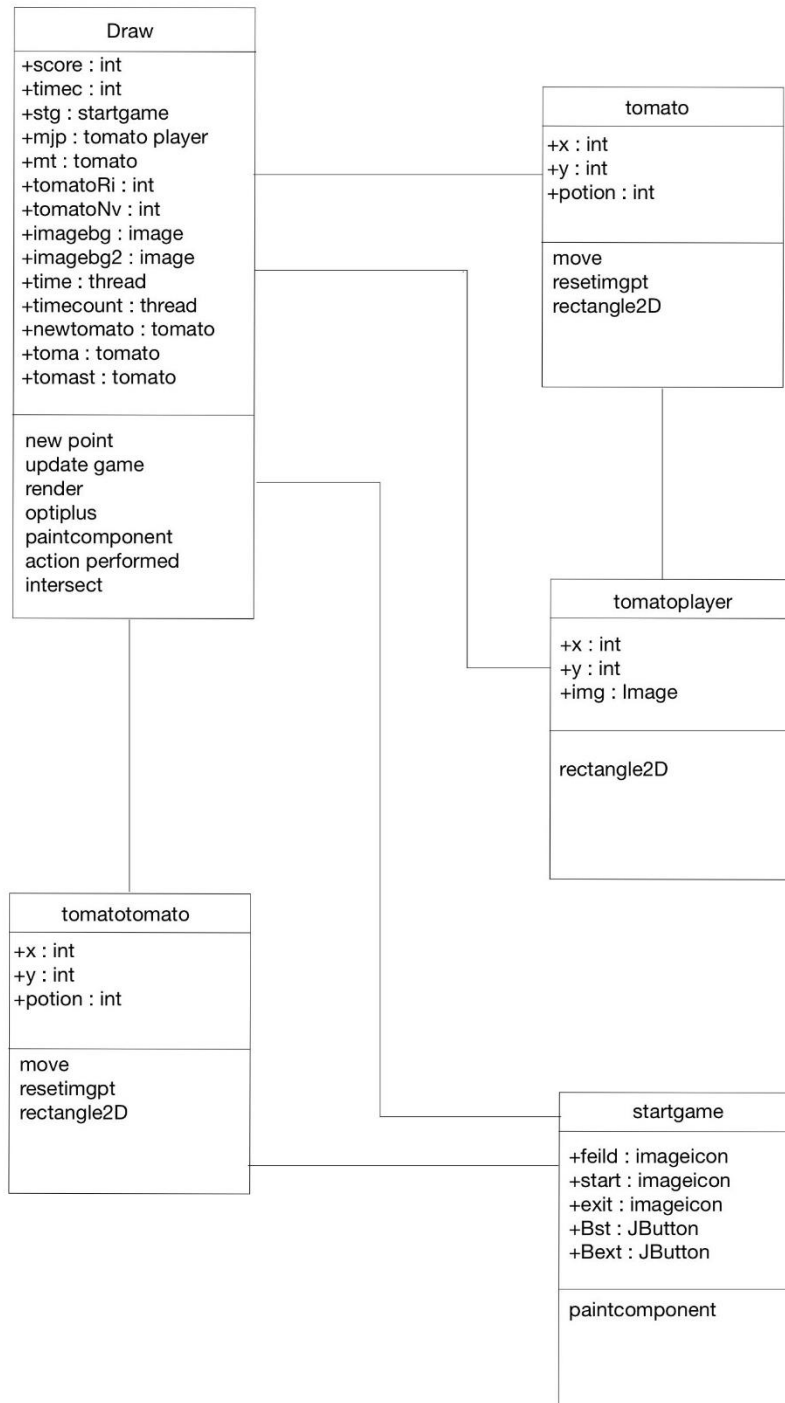 Draw
+score : int
+timec : int
+stg : startgame
+mjp : tomato player
+mt : tomato
+tomatoRi : int
+tomatoNv : int
+imagebg : image
+imagebg2 : image
+time : thread
+timecount : thread
+newtomato : tomato
+toma : tomato
+tomast : tomato
new point
update game
render
optiplus
paintcomponent
action performed
intersect
tomato
+x : int
+y : int
+potion : int
move
resetimgpt
rectangle2D
tomatoplayer
+x : int
+y : int
+img : Image
rectangle2D
tomatotomato
+x : int
+y : int
+potion : int
move
resetimgpt
rectangle2D
startgame
+feild : imageicon
+start : imageicon
+exit : imageicon
+Bst : JButton
+Bext : JButton
paintcomponent